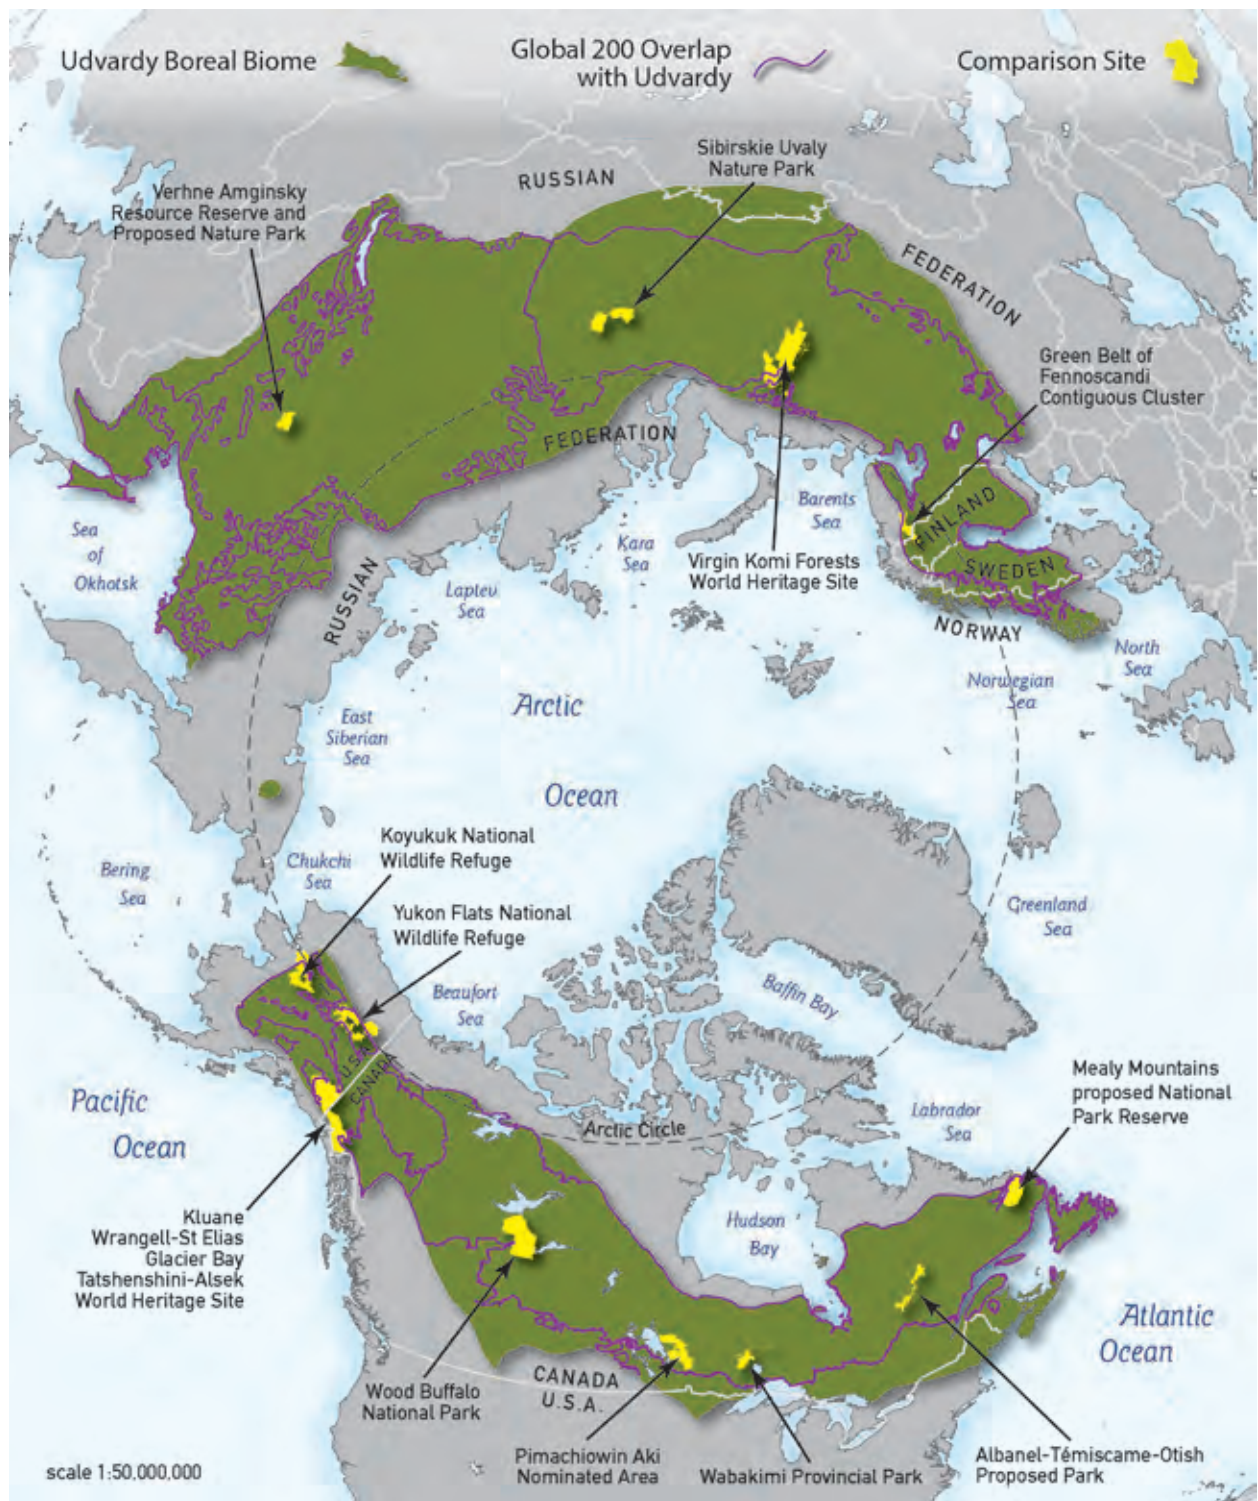 Udvardy Boreal Biome
Global 200 Overlap
with Udvardy
Comparison Site
Sibirskie Uvaly
Nature Park
RUSSIAN
Verhne Amginsky
Resource Reserve and
Proposed Nature Park
FEDERATION
Green Belt of
Fennoscandi
Contiguous Cluster
FEDERATION
Barents
Sea
FINLAND
Sea
of
Okhotsk
Kara
Sea
Virgin Komi Forests
World Heritage Site
SWEDEN
Laptev
Sea
RUSSIAN
NORWAY
North
Sea
Norwegian
Sea
Arctic
Ocean
East
Siberian
Sea
Koyukuk National
Wildlife Refuge
Bering
Sea
Chukchi
Sea
Greenland
Sea
Yukon Flats National
Wildlife Refuge
Beaufort
Sea
Baffin Bay
U.S.A.
CANADA
Mealy Mountains
proposed National
Park Reserve
Pacific
Ocean
Labrador
Sea
Arctic Circle
Kluane
Wrangell-St Elias
Glacier Bay
Tatshenshini-Alsek
World Heritage Site
Hudson
Bay
Atlantic
Ocean
CANADA
U.S.A.
Wood Buffalo
National Park
Pimachiowin Aki
Nominated Area
Wabakimi Provincial Park
Albanel-Témiscame-Otish
Proposed Park
scale 1:50,000,000